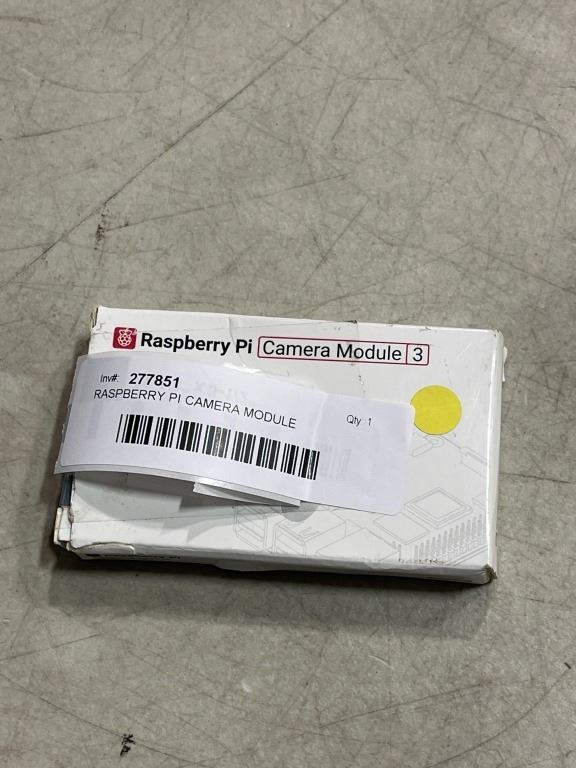 Raspberry Pi Camera Module 3
Inv#: 277851
RASPBERRY PI CAMERA MODULE
Qty 1